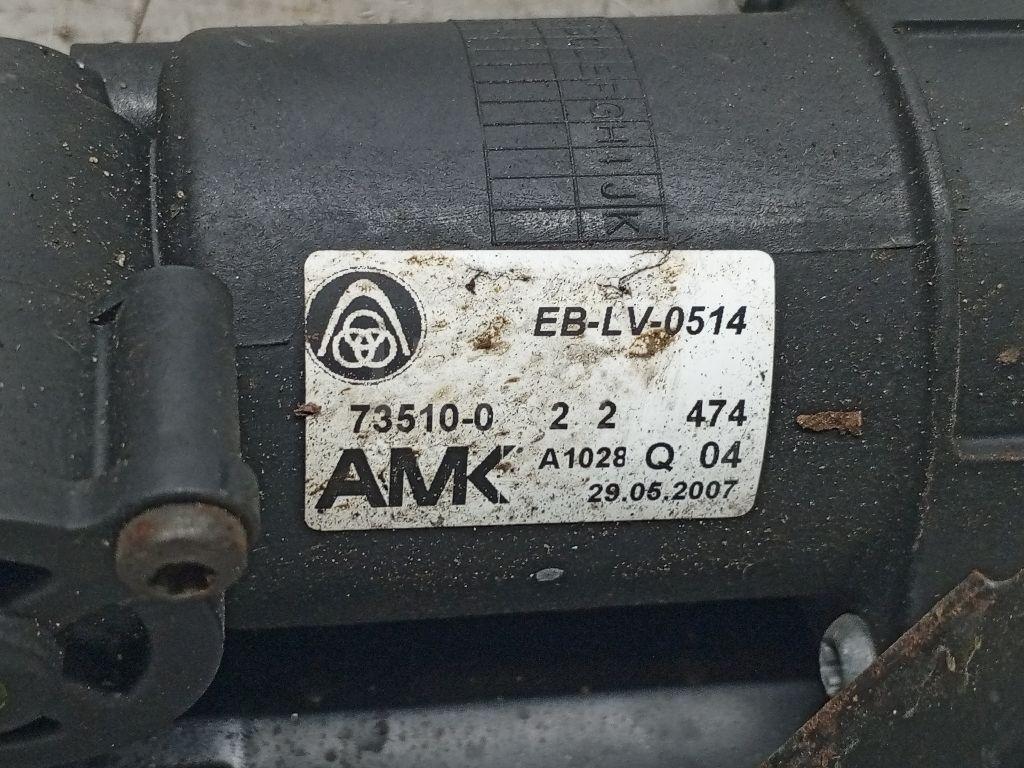 E
F
G
H
I
J
K
EB-LV-0514
73510-0 2 2 474
AMK A1028 Q 04
29.05.2007